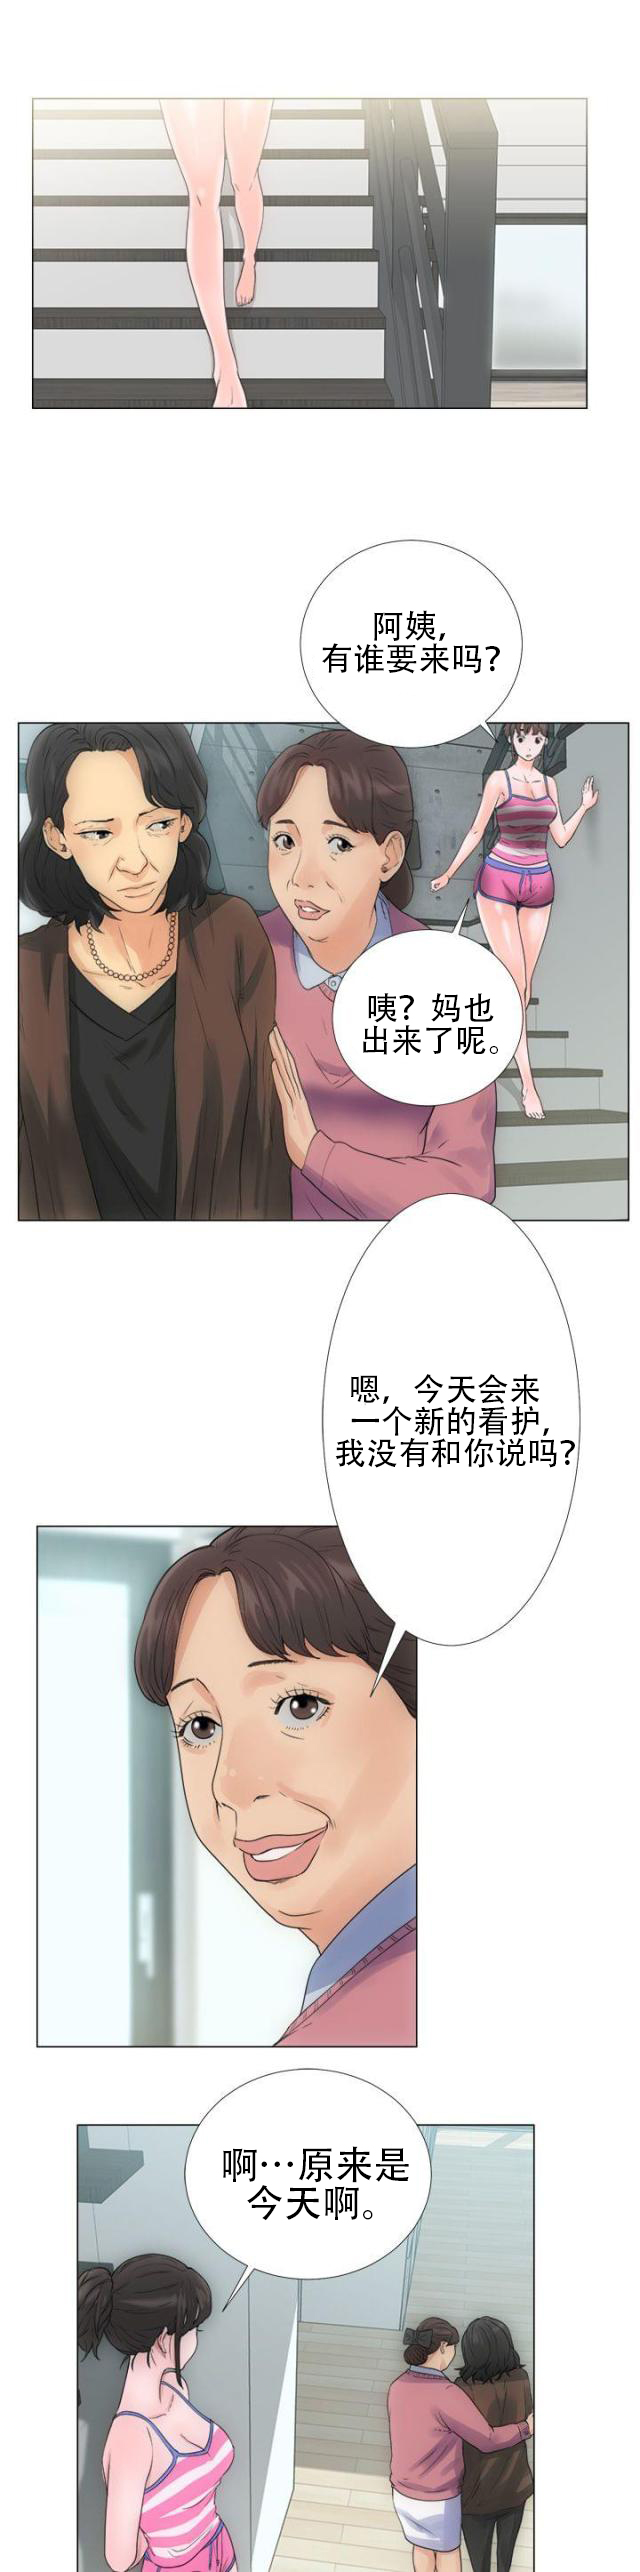 阿姨,
有谁要来吗?
咦? 妈也
出来了呢。
嗯, 今天会来
一个新的看护,
我没有和你说吗?
啊…原来是
今天啊。